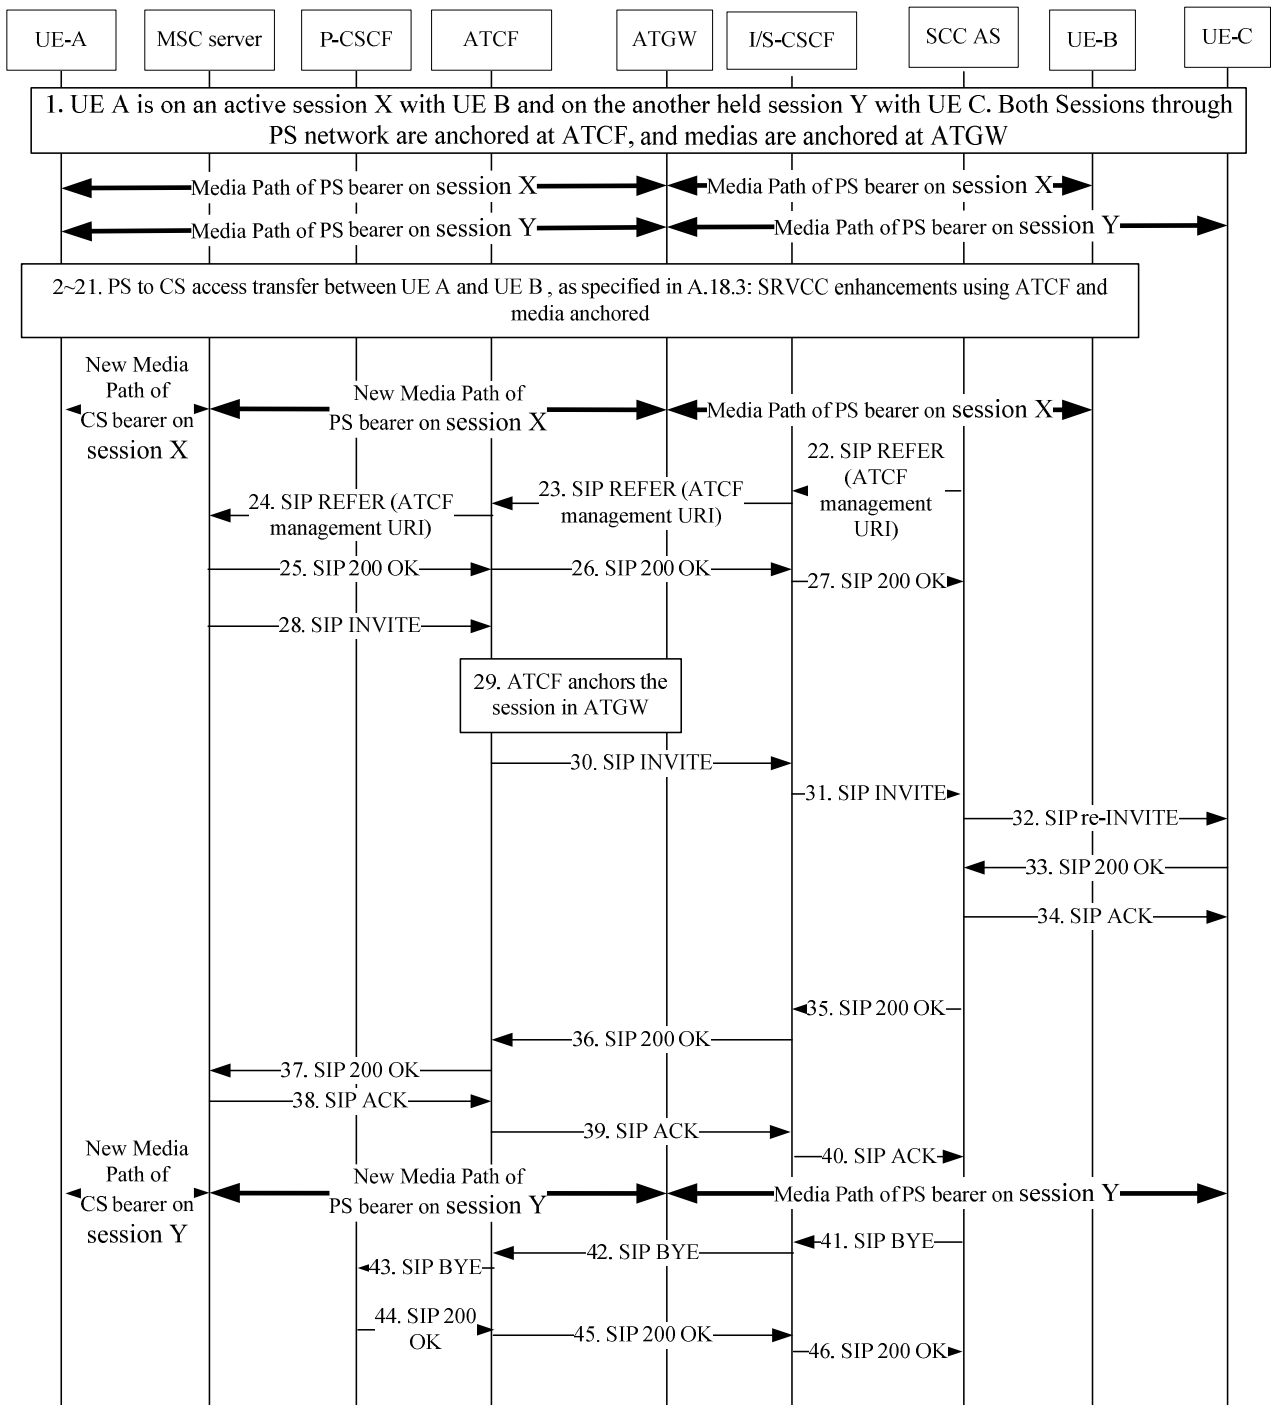 UE-A
MSC server
P-CSCF
ATCF
ATGW
I/S-CSCF
SCC AS
UE-B
UE-C
1. UE A is on an active session X with UE B and on the another held session Y with UE C. Both Sessions through
PS network are anchored at ATCF, and medias are anchored at ATGW
Media Path of PS bearer on session X
Media Path of PS bearer on session X
Media Path of PS bearer on session Y
Media Path of PS bearer on session Y
2~21. PS to CS access transfer between UE A and UE B , as specified in A.18.3: SRVCC enhancements using ATCF and
media anchored
New Media
Path of
CS bearer on
session X
New Media Path of
PS bearer on session X
Media Path of PS bearer on session X
22. SIP REFER
(ATCF
management
URI)
23. SIP REFER (ATCF
management URI)
24. SIP REFER (ATCF
management URI)
25. SIP 200 OK
26. SIP 200 OK
27. SIP 200 OK
28. SIP INVITE
29. ATCF anchors the
session in ATGW
30. SIP INVITE
31. SIP INVITE
32. SIP re-INVITE
33. SIP 200 OK
34. SIP ACK
35. SIP 200 OK
36. SIP 200 OK
37. SIP 200 OK
38. SIP ACK
39. SIP ACK
40. SIP ACK
New Media
Path of
CS bearer on
session Y
New Media Path of
PS bearer on session Y
Media Path of PS bearer on session Y
41. SIP BYE
42. SIP BYE
43. SIP BYE
44. SIP 200
OK
45. SIP 200 OK
46. SIP 200 OK